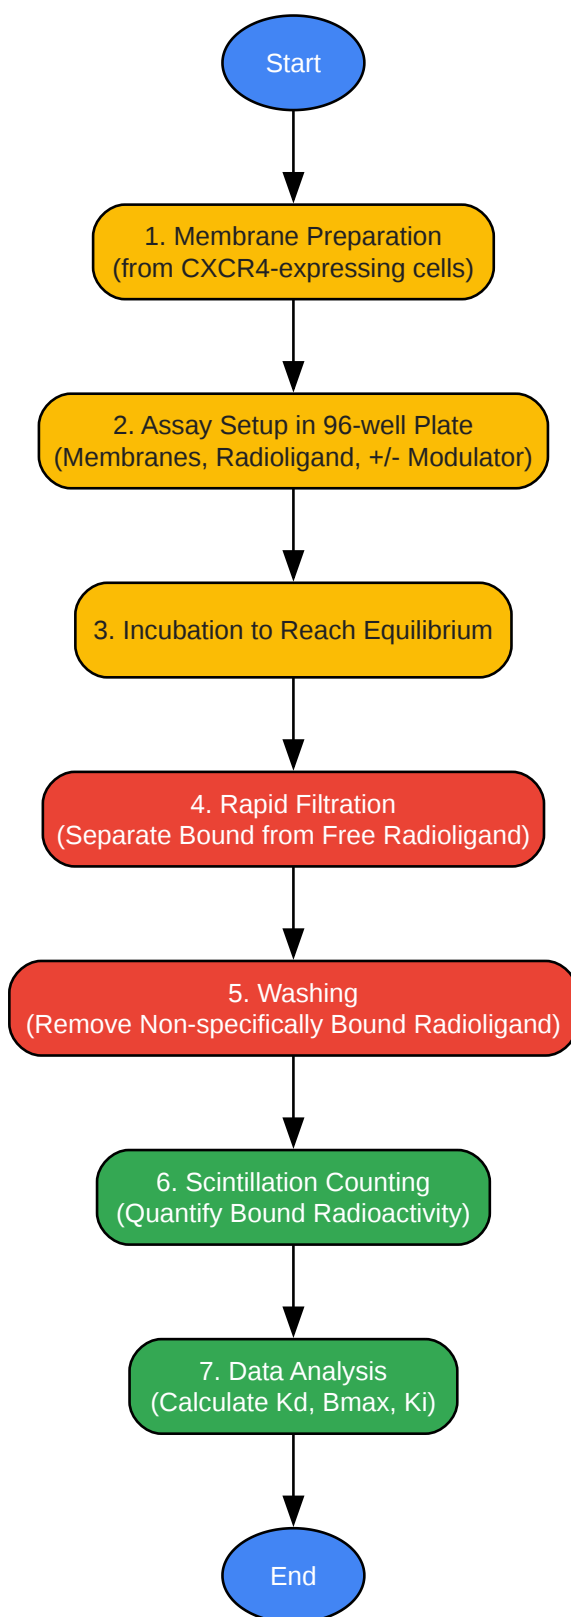 Start
1. Membrane Preparation
(from CXCR4-expressing cells)
2. Assay Setup in 96-well Plate
(Membranes, Radioligand, +/- Modulator)
3. Incubation to Reach Equilibrium
4. Rapid Filtration
(Separate Bound from Free Radioligand)
5. Washing
(Remove Non-specifically Bound Radioligand)
6. Scintillation Counting
(Quantify Bound Radioactivity)
7. Data Analysis
(Calculate Kd, Bmax, Ki)
End